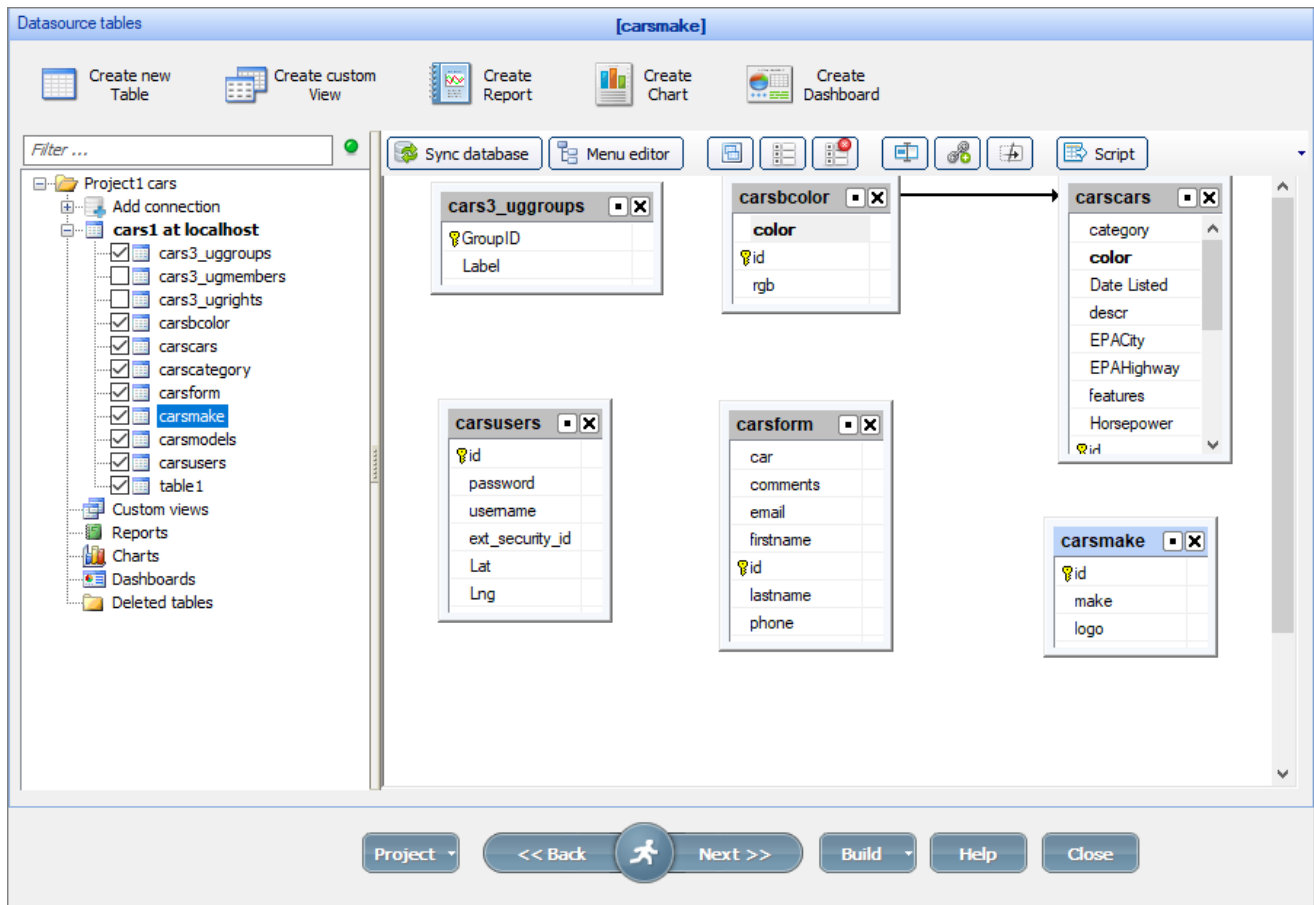 Datasource tables
[carsmake]
Create new
Table
Create custom
View
Create
Report
Create
Chart
Create
Dashboard
Filter ...
Sync database
Menu editor
Script
Project1 cars
Add connection
cars1 at localhost
cars3_uggroups
cars3_ugmembers
cars3_ugrights
carsbcolor
carscars
carscategory
carsform
carsmake
carsmodels
carsusers
table1
Custom views
Reports
Charts
Dashboards
Deleted tables
cars3_uggroups
GroupID
Label
carsbcolor
color
id
rgb
carscars
category
color
Date Listed
descr
EPACity
EPAHighway
features
Horsepower
id
carsusers
id
password
username
ext_security_id
Lat
Lng
carsform
car
comments
email
firstname
id
lastname
phone
carsmake
id
make
logo
Project
<< Back
Next >>
Build
Help
Close